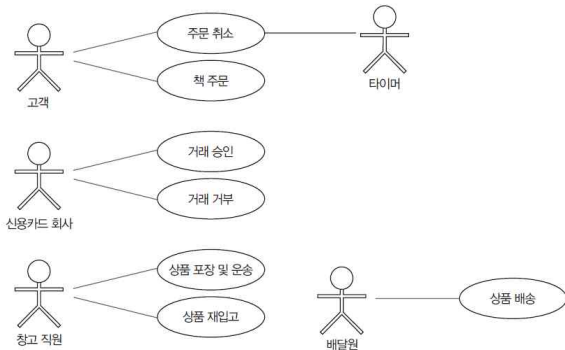 주문 취소
책 주문
고객
타이머
거래 승인
거래 거부
신용카드 회사
상품 포장 및 운송
상품 재입고
상품 배송
창고 직원
배달원